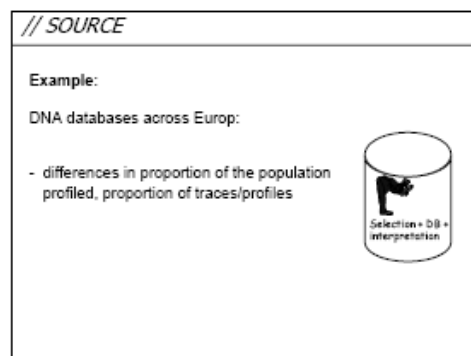 // SOURCE
Example:
DNA databases across Europ:
- differences in proportion of the population
profiled, proportion of traces/profiles
Selection + DB +
interpretation